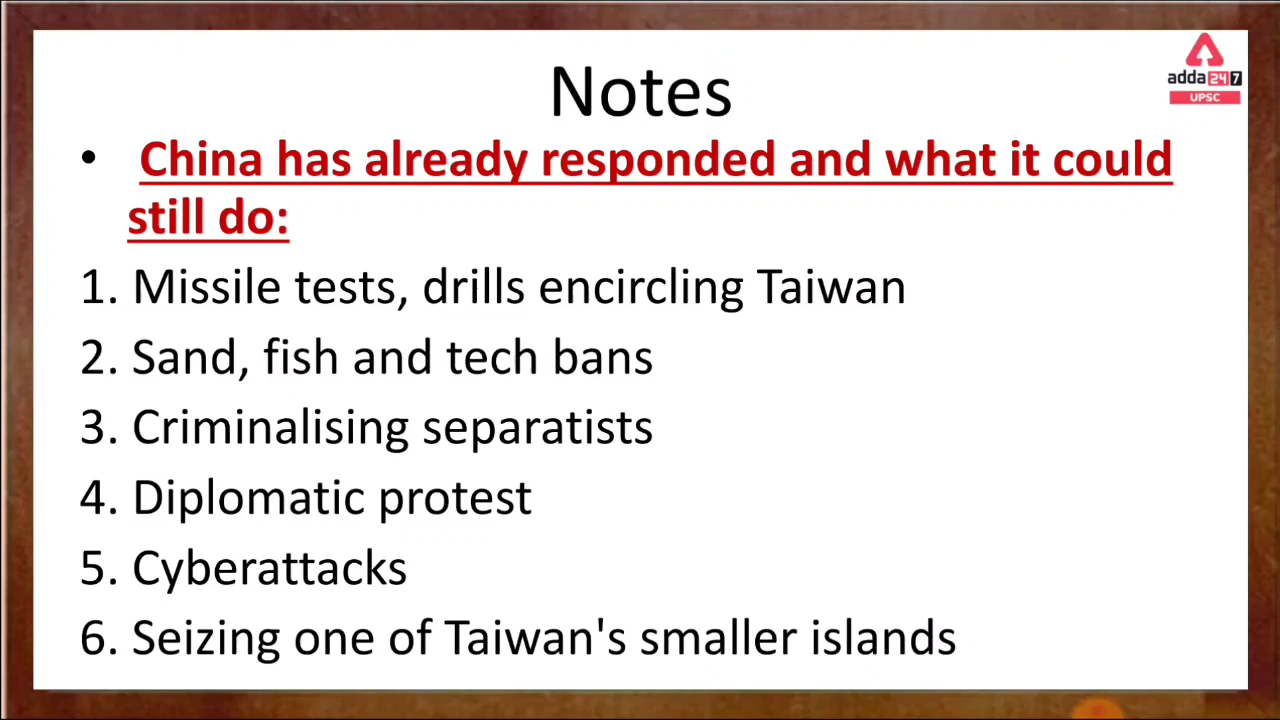 adda247
UPSC
Notes
• China has already responded and what it could
still do:
1. Missile tests, drills encircling Taiwan
2. Sand, fish and tech bans
3. Criminalising separatists
4. Diplomatic protest
5. Cyberattacks
6. Seizing one of Taiwan's smaller islands